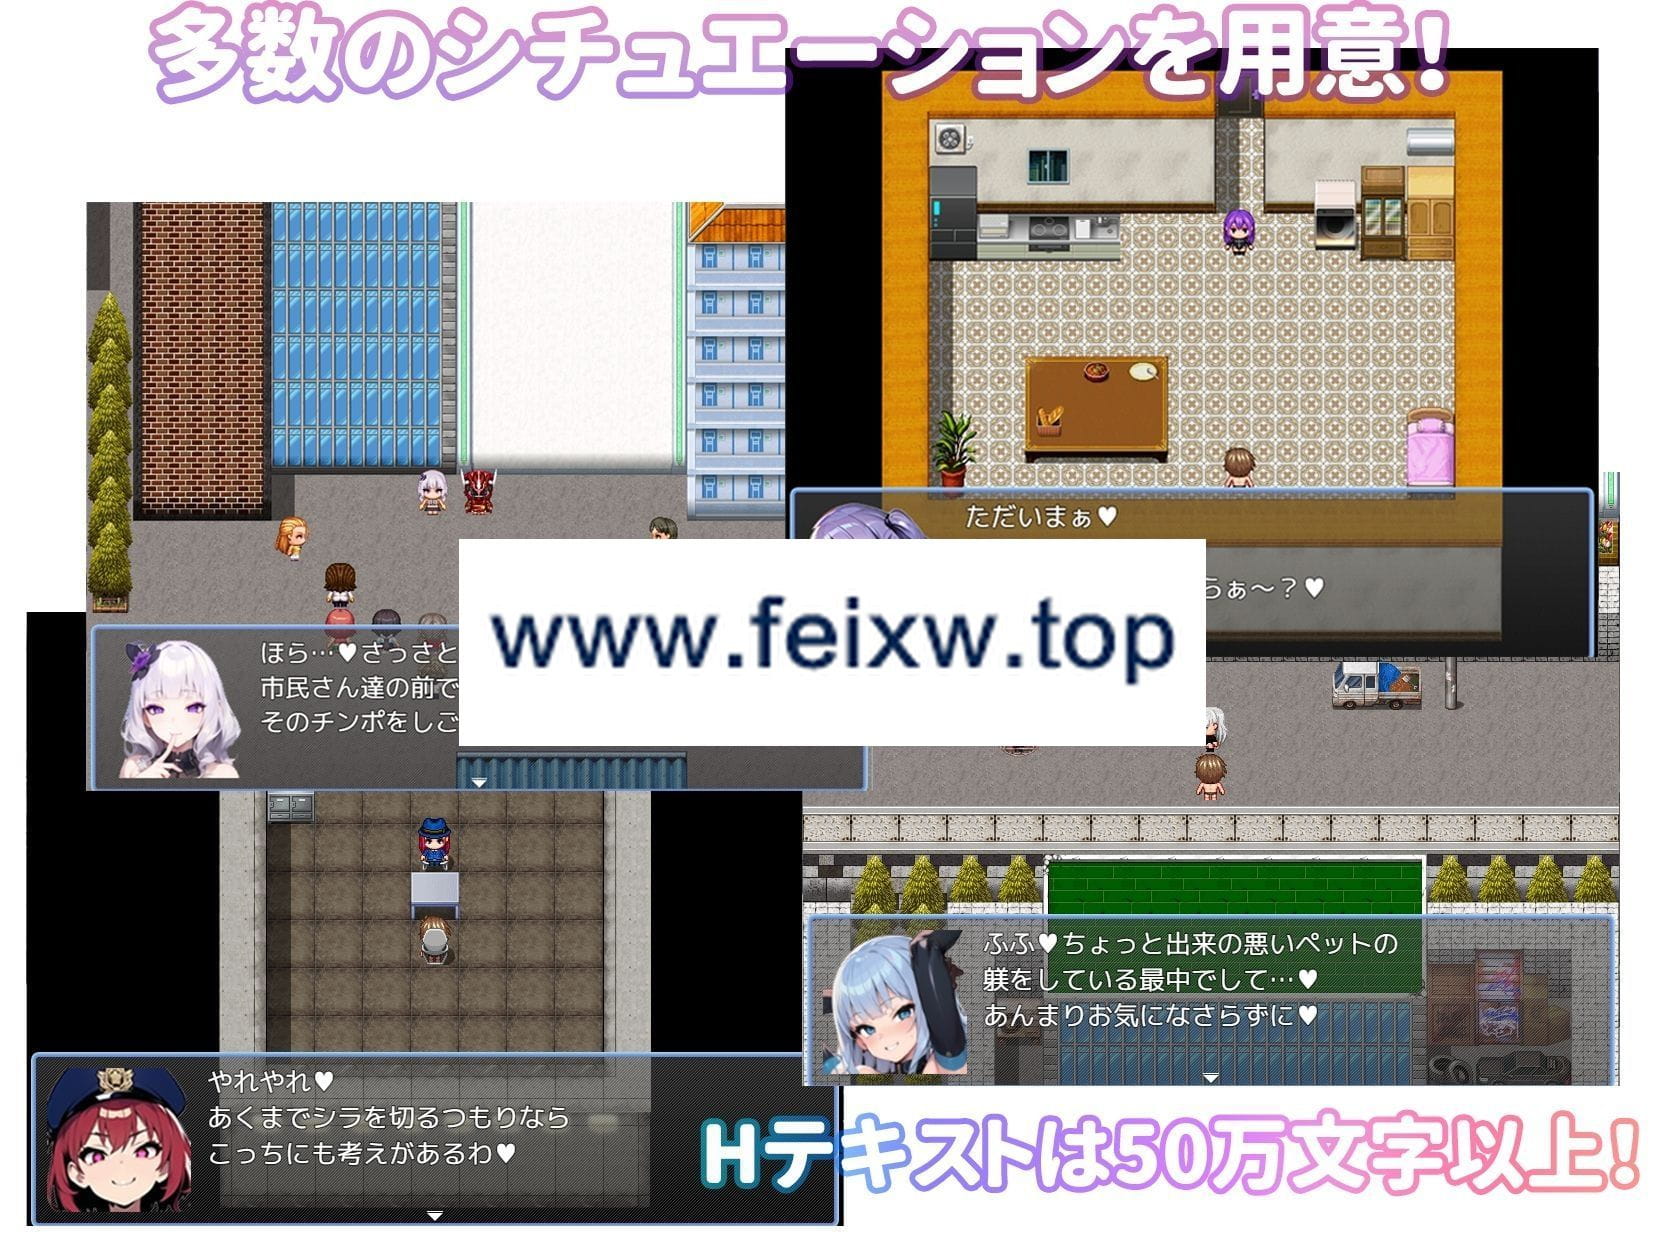 多数のシチュエーションを用意！
ただいまぁ♥
らぁ～？♥
ほら…♥さっさと
市民さん達の前で
そのチンポをしご
www.feixw.top
ふふ♥ちょっと出来の悪いペットの
躾をしている最中でして…♥
あんまりお気になさらずに♥
やれやれ♥
あくまでシラを切るつもりなら
こっちにも考えがあるわ♥
Hテキストは50万文字以上！